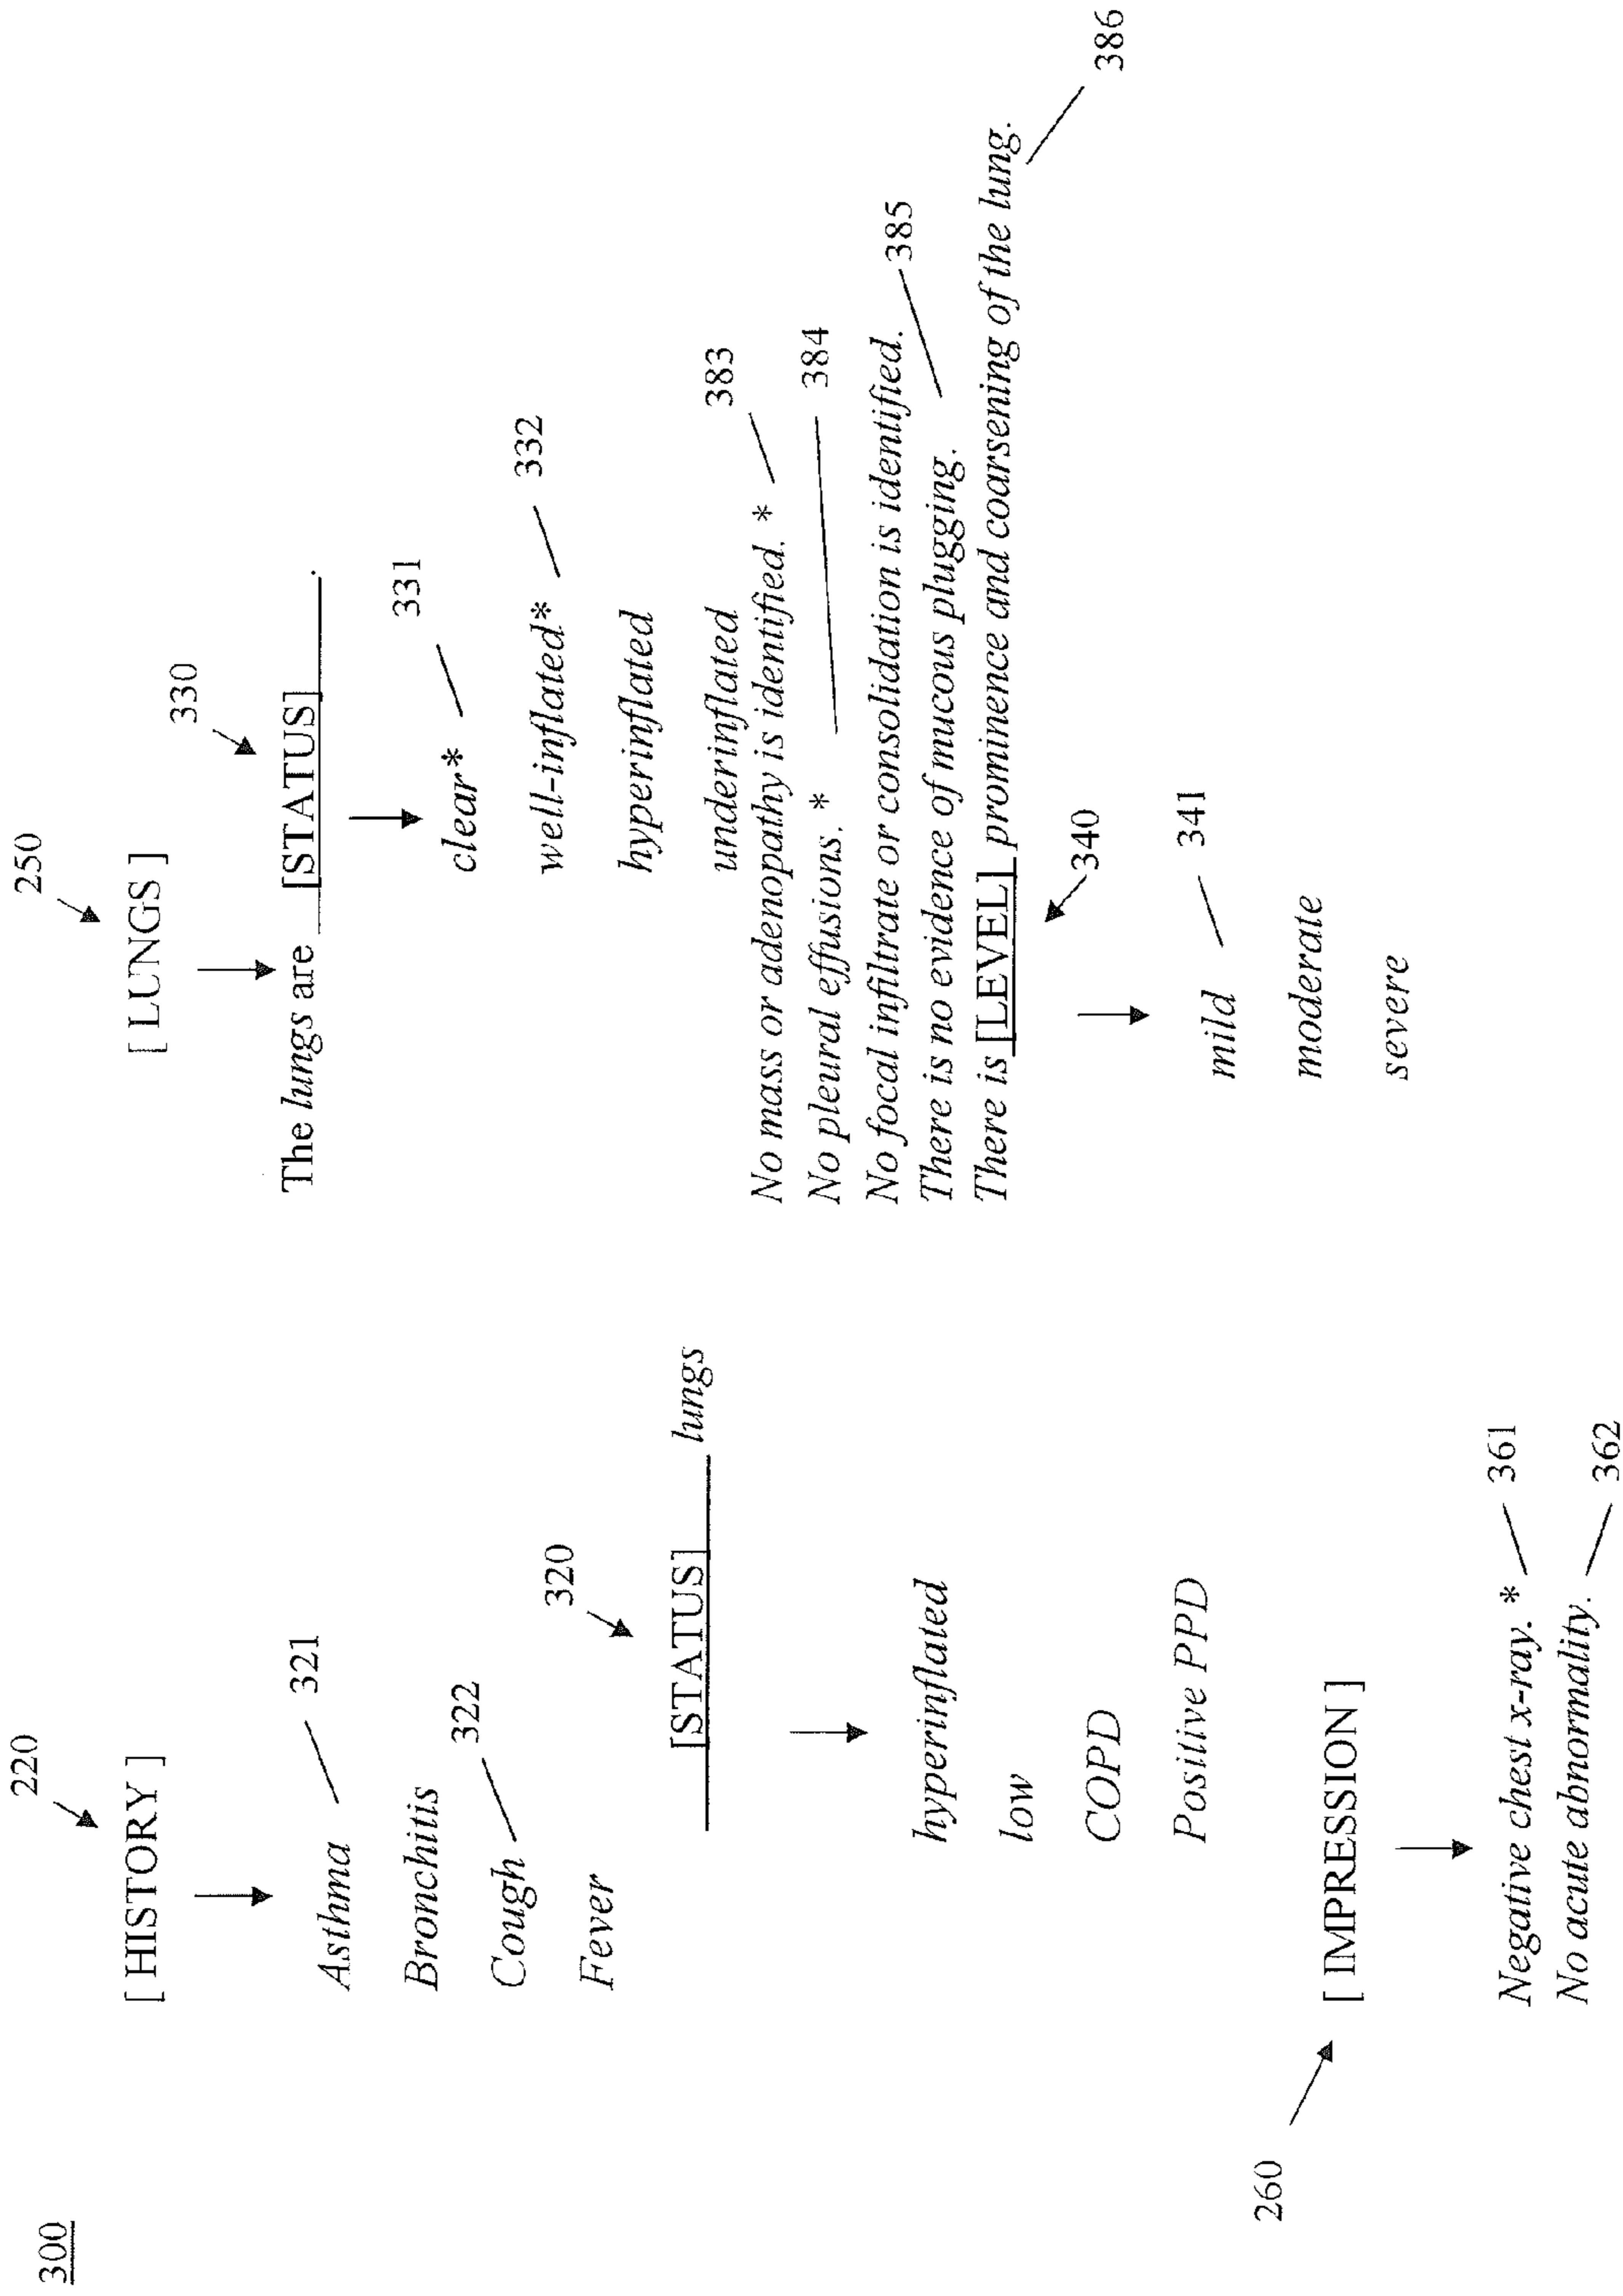 300
220
[ HISTORY ]
Asthma
321
Bronchitis
322
Cough
Fever
320
[STATUS] lungs
hyperinflated
low
COPD
Positive PPD
260
[ IMPRESSION ]
Negative chest x-ray. *
361
No acute abnormality.
362
250
[ LUNGS ]
330
The lungs are [STATUS] .
331
clear*
332
well-inflated*
hyperinflated
underinflated
383
No mass or adenopathy is identified. *
384
No pleural effusions. *
No focal infiltrate or consolidation is identified.
385
There is no evidence of mucous plugging.
There is [LEVEL] prominence and coarsening of the lung.
386
340
341
mild
moderate
severe